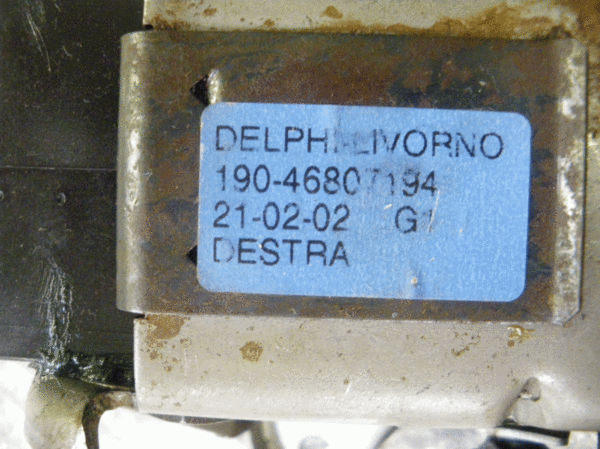 DELPHI-LIVORNO
190-46807194
21-02-02 G1
DESTRA